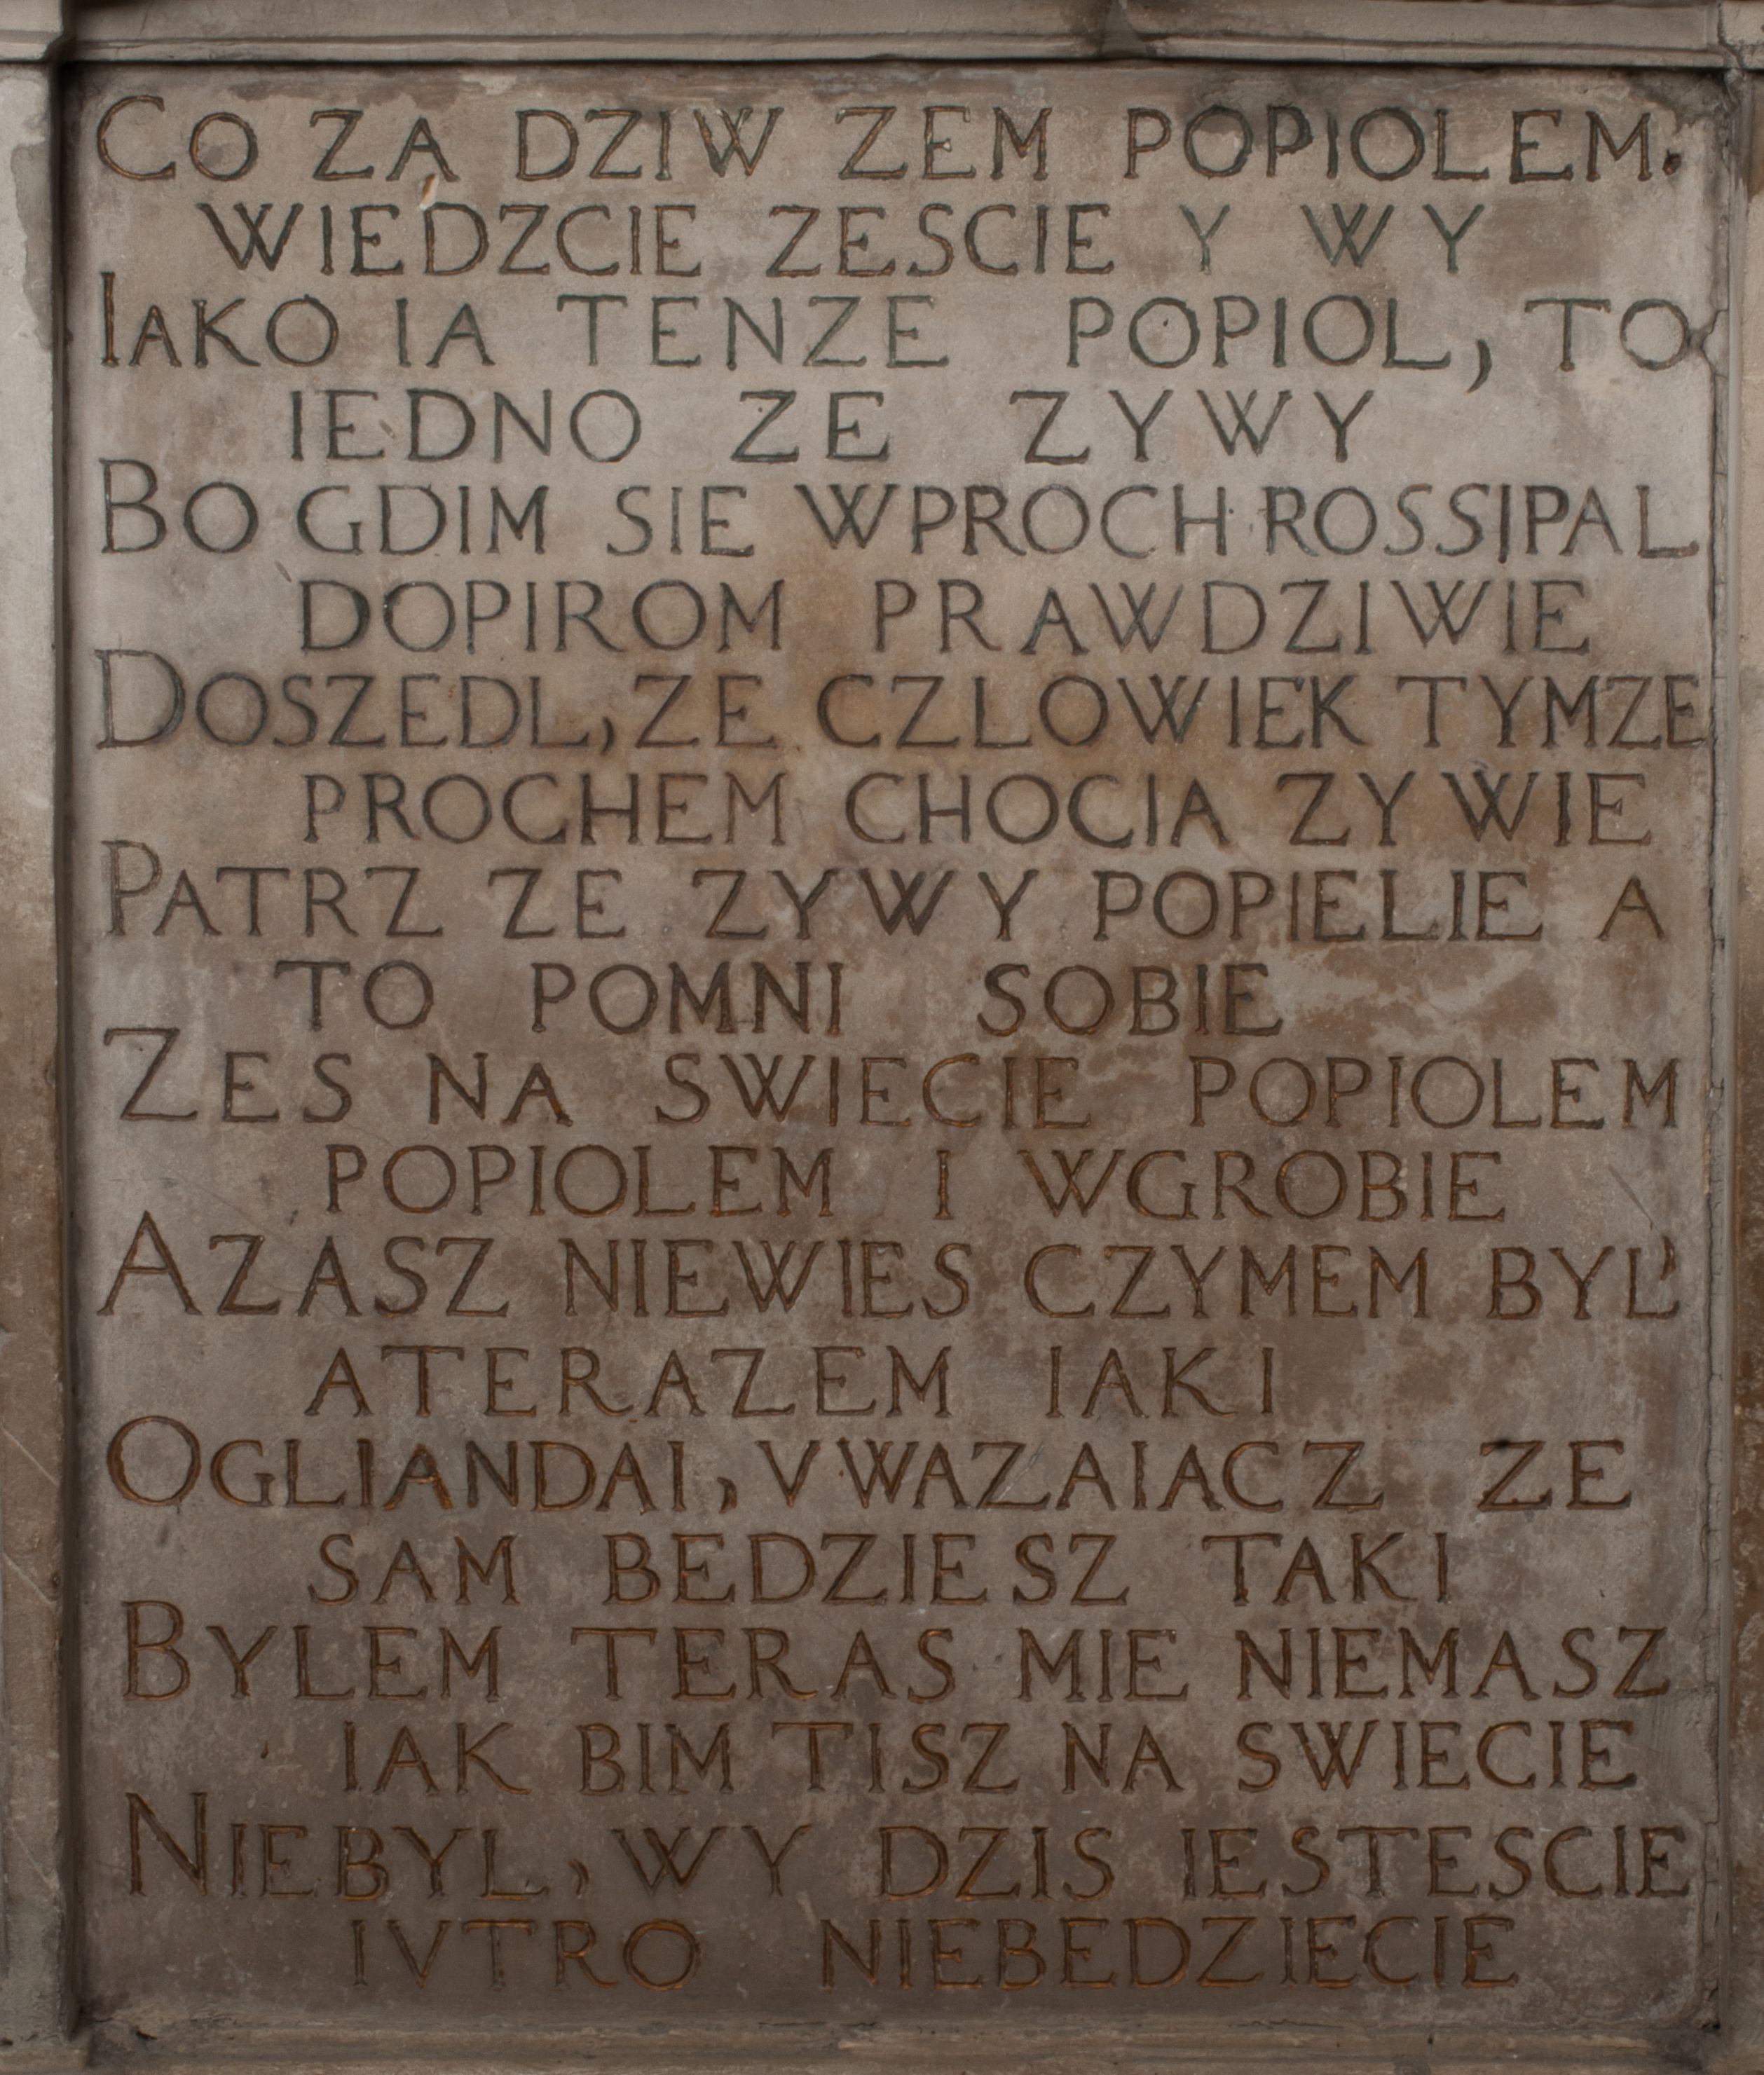 CO ZA DZIW ZEM POPIOLEM.
WIEDZCIE ZESCIE Y WY
IAKO IA TENZE POPIOL, TO
IEDNO ZE ZYWY
BO GDIM SIE WPROCH ROSSIPAL
DOPIROM PRAWDZIWIE
DOSZEDL, ZE CZLOWIEK TYMZE
PROCHEM CHOCIA ZYWIE
PATRZ ZE ZYWY POPIELIE A
TO POMNI SOBIE
ZES NA SWIECIE POPIOLEM
POPIOLEM I WGROBIE
AZASZ NIEWIES CZYMEM BYL
ATERAZEM IAKI
OGLIANDAI, VWAZAIACZ ZE
SAM BEDZIESZ TAKI
BYLEM TERAS MIE NIEMASZ
IAK BIM TISZ NA SWIECIE
NIEBYL, WY DZIS IESTESCIE
IVTRO NIEBEDZIECIE